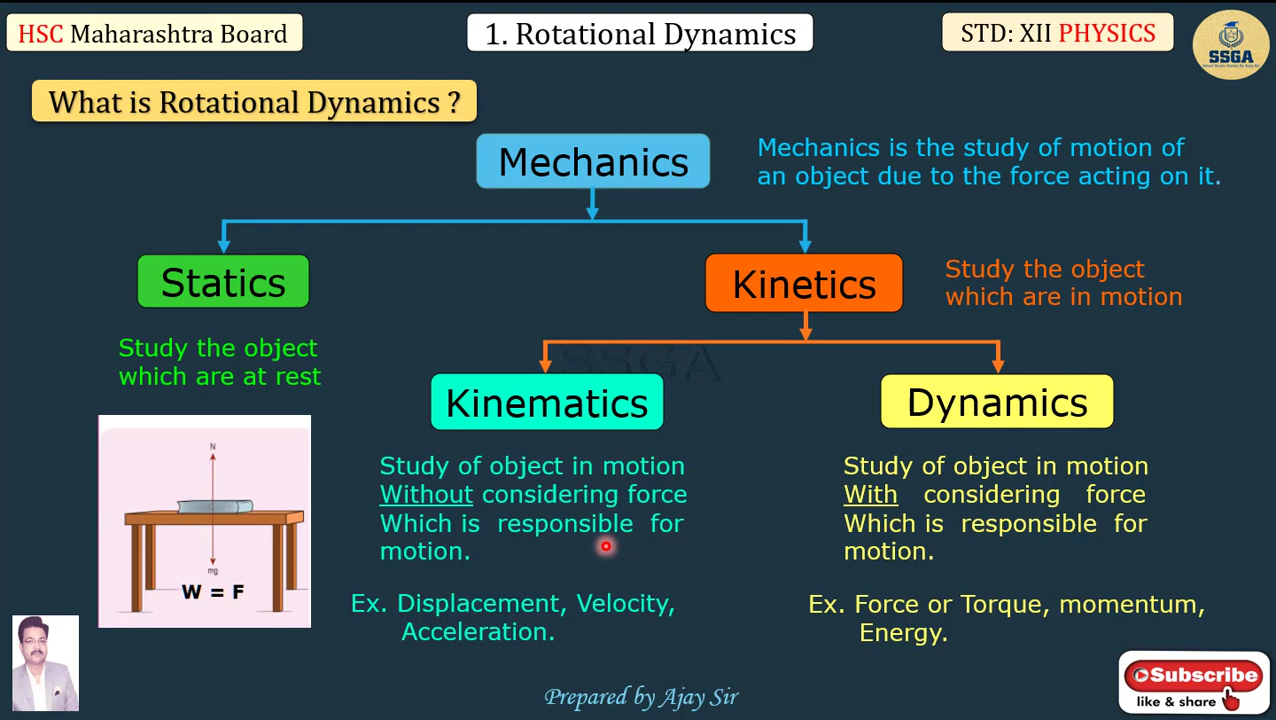 HSC Maharashtra Board
1. Rotational Dynamics
STD: XII PHYSICS
SSGA
What is Rotational Dynamics ?
Mechanics
Mechanics is the study of motion of
an object due to the force acting on it.
Statics
Kinetics
Study the object
which are in motion
Study the object
which are at rest
SSGA
Kinematics
Dynamics
N
mg
W = F
Study of object in motion
Without considering force
Which is responsible for
motion.
Study of object in motion
With considering force
Which is responsible for
motion.
Ex. Displacement, Velocity,
Acceleration.
Ex. Force or Torque, momentum,
Energy.
Prepared by Ajay Sir
Subscribe
like & share